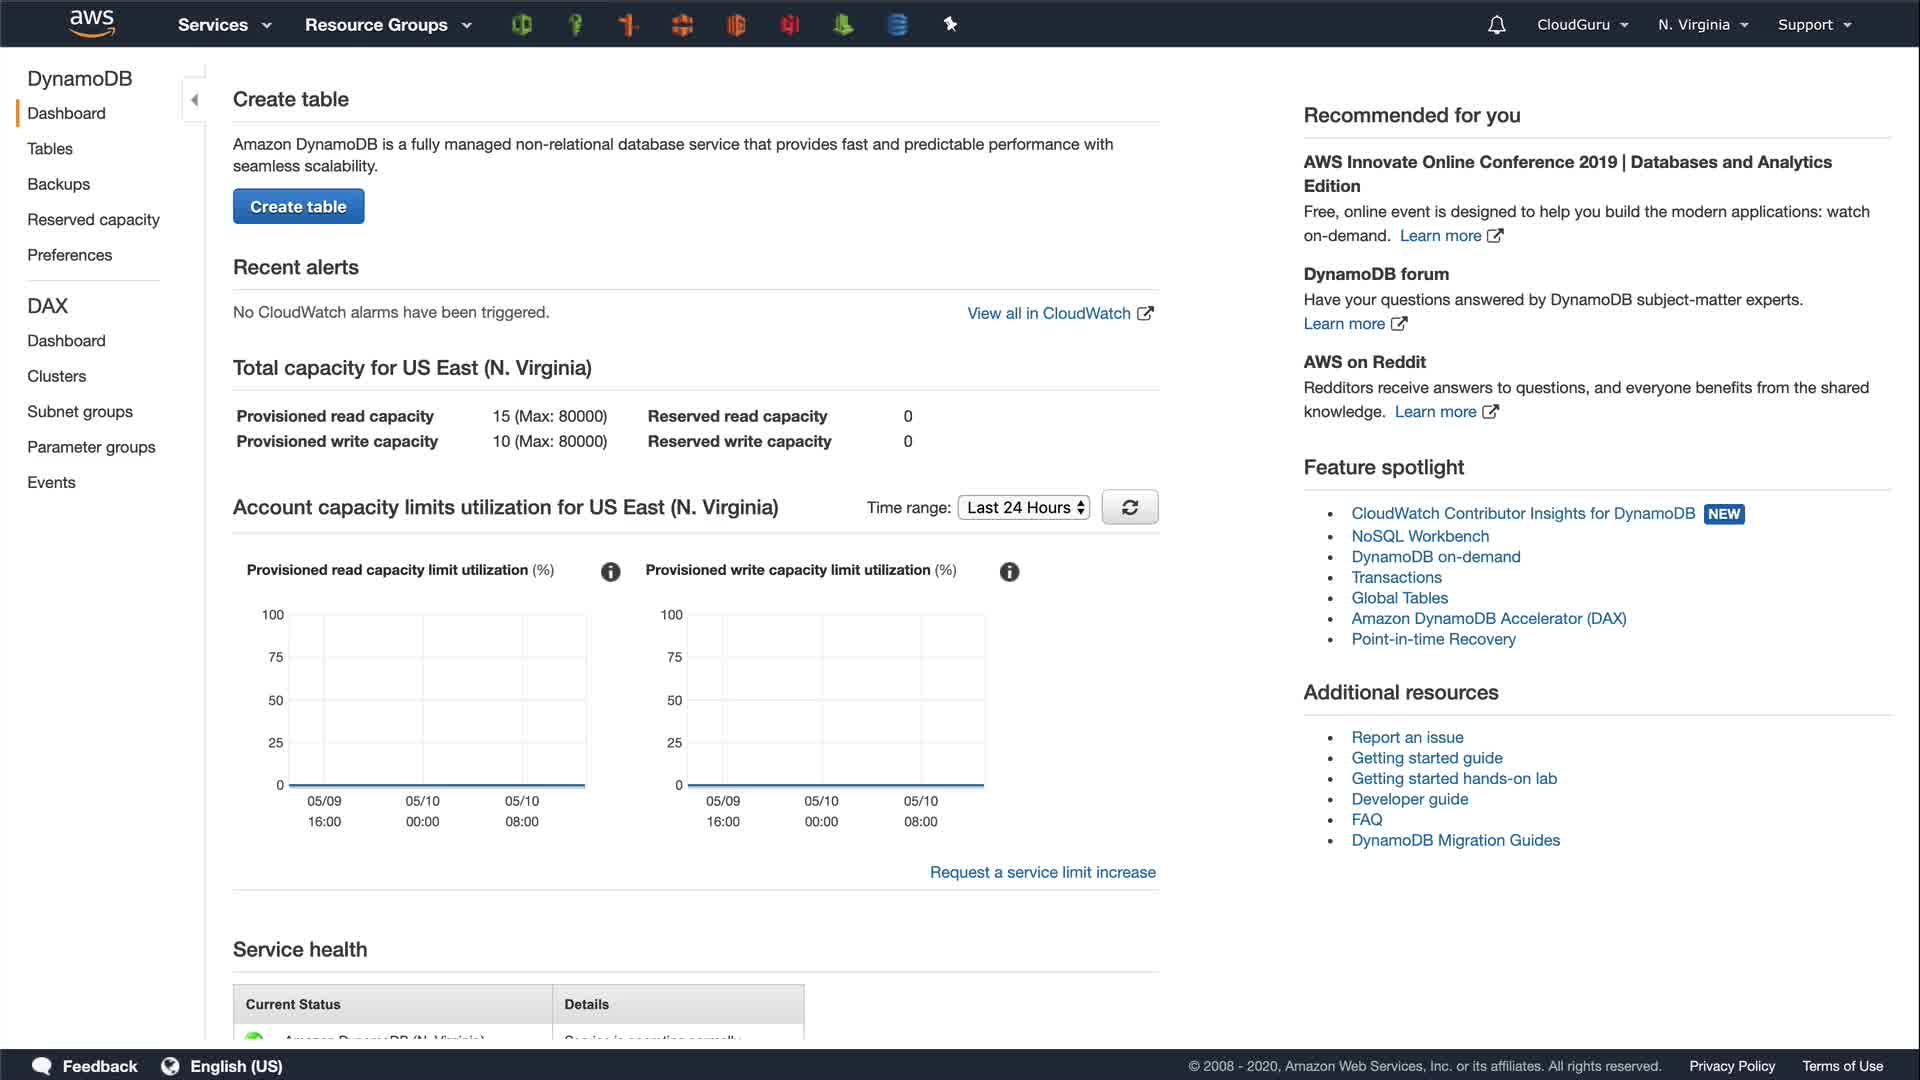 aws Services Resource Groups CloudGuru N. Virginia Support
DynamoDB
Dashboard
Tables
Backups
Reserved capacity
Preferences
DAX
Dashboard
Clusters
Subnet groups
Parameter groups
Events
Create table
Amazon DynamoDB is a fully managed non-relational database service that provides fast and predictable performance with
seamless scalability.
Create table
Recent alerts
No CloudWatch alarms have been triggered.
View all in CloudWatch
Total capacity for US East (N. Virginia)
Provisioned read capacity 15 (Max: 80000) Reserved read capacity 0
Provisioned write capacity 10 (Max: 80000) Reserved write capacity 0
Account capacity limits utilization for US East (N. Virginia)
Time range: Last 24 Hours
Provisioned read capacity limit utilization (%)
100
75
50
25
0
05/09 05/10 05/10
16:00 00:00 08:00
Provisioned write capacity limit utilization (%)
100
75
50
25
0
05/09 05/10 05/10
16:00 00:00 08:00
Request a service limit increase
Service health
Current Status Details
Amazon DynamoDB (N. Virginia) Service is operating normally
Recommended for you
AWS Innovate Online Conference 2019 | Databases and Analytics
Edition
Free, online event is designed to help you build the modern applications: watch
on-demand. Learn more
DynamoDB forum
Have your questions answered by DynamoDB subject-matter experts.
Learn more
AWS on Reddit
Redditors receive answers to questions, and everyone benefits from the shared
knowledge. Learn more
Feature spotlight
CloudWatch Contributor Insights for DynamoDB NEW
NoSQL Workbench
DynamoDB on-demand
Transactions
Global Tables
Amazon DynamoDB Accelerator (DAX)
Point-in-time Recovery
Additional resources
Report an issue
Getting started guide
Getting started hands-on lab
Developer guide
FAQ
DynamoDB Migration Guides
Feedback English (US) © 2008 - 2020, Amazon Web Services, Inc. or its affiliates. All rights reserved. Privacy Policy Terms of Use